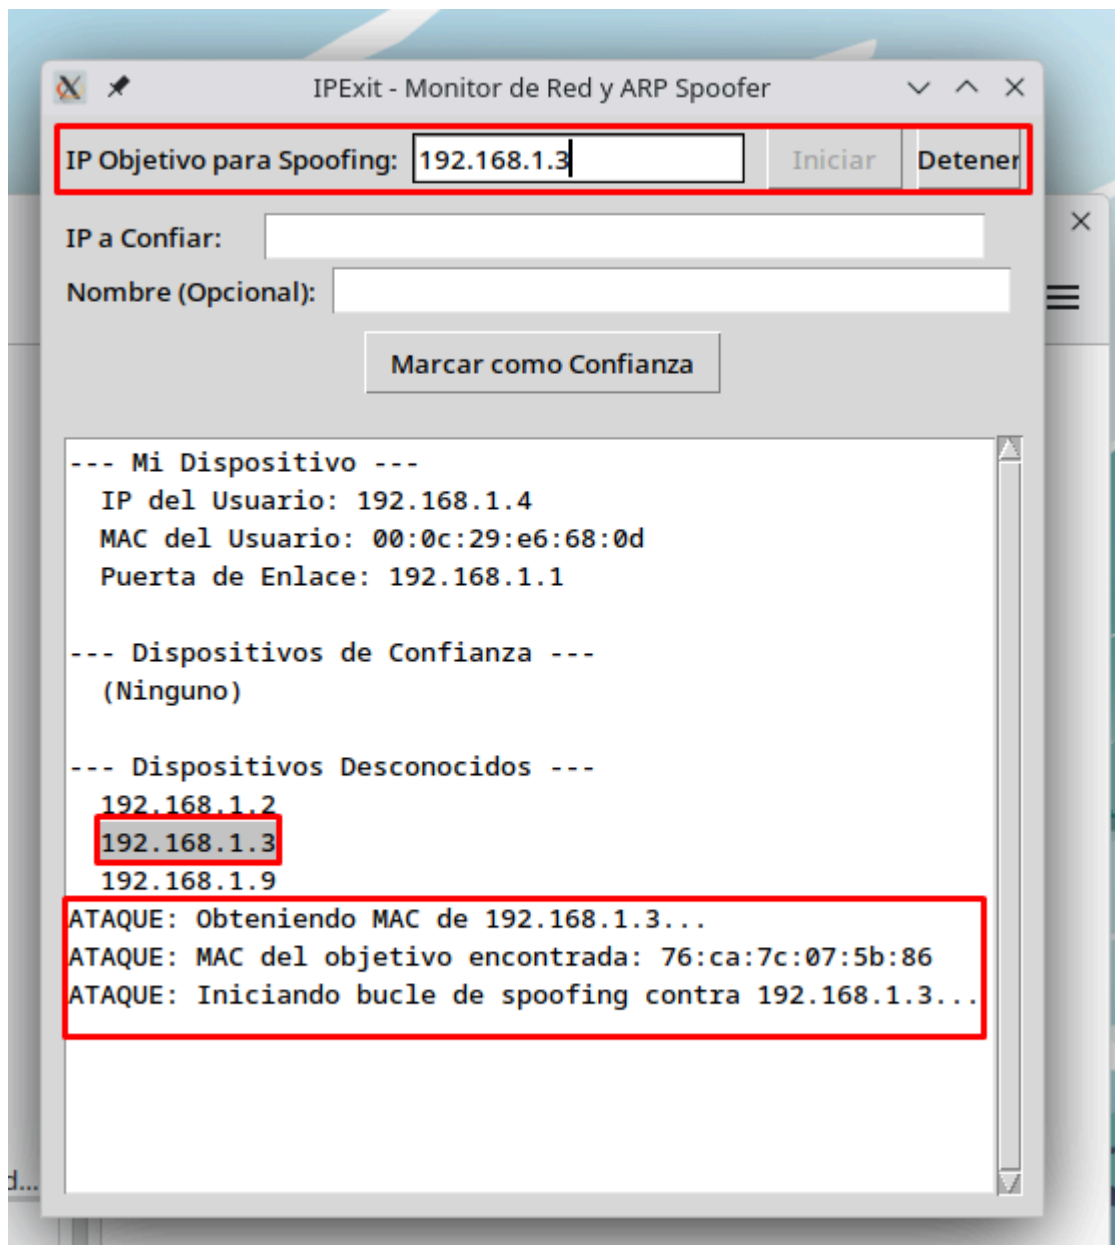 IPExit - Monitor de Red y ARP Spoofer
IP Objetivo para Spoofing: 192.168.1.3 Iniciar Detener
IP a Confiar:
Nombre (Opcional):
Marcar como Confianza
--- Mi Dispositivo ---
IP del Usuario: 192.168.1.4
MAC del Usuario: 00:0c:29:e6:68:0d
Puerta de Enlace: 192.168.1.1
--- Dispositivos de Confianza ---
(Ninguno)
--- Dispositivos Desconocidos ---
192.168.1.2
192.168.1.3
192.168.1.9
ATAQUE: Obteniendo MAC de 192.168.1.3...
ATAQUE: MAC del objetivo encontrada: 76:ca:7c:07:5b:86
ATAQUE: Iniciando bucle de spoofing contra 192.168.1.3...